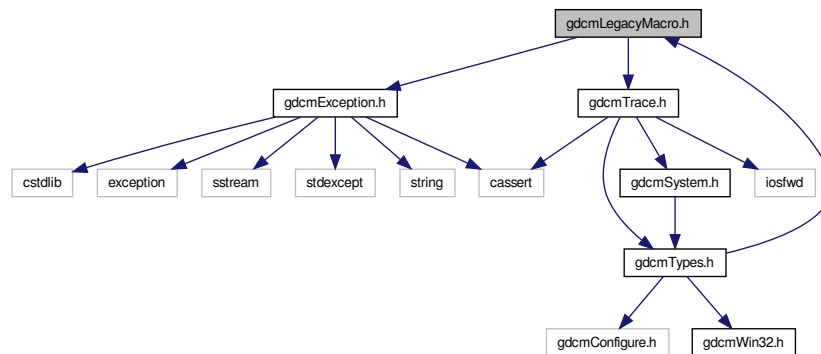 gdcmLegacyMacro.h
gdcmException.h
gdcmTrace.h
cstdlib
exception
sstream
stdexcept
string
cassert
gdcmSystem.h
iosfwd
gdcmTypes.h
gdcmConfigure.h
gdcmWin32.h